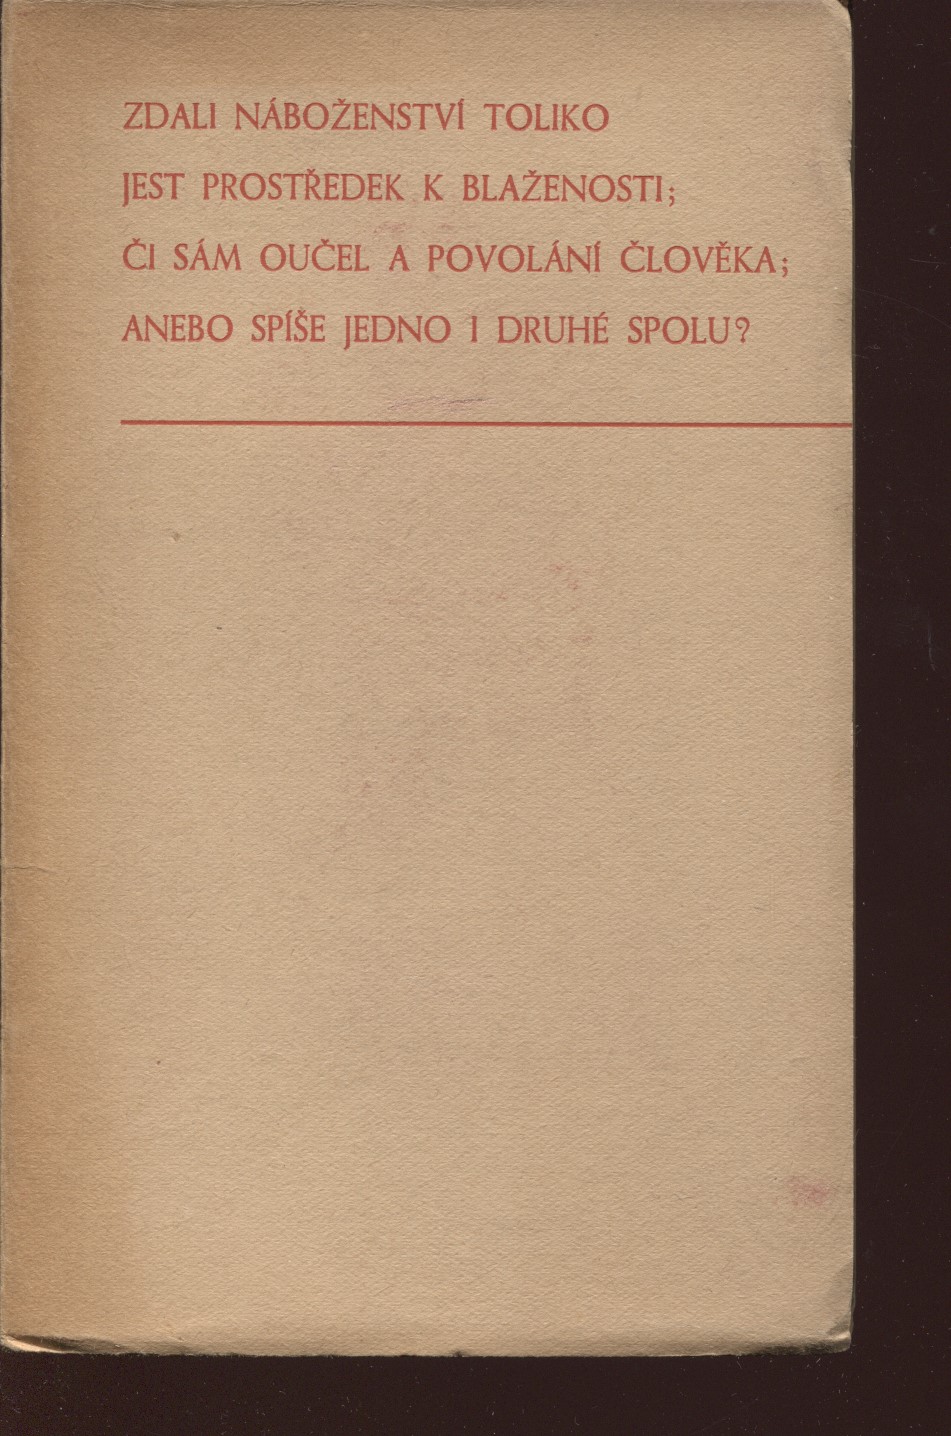 ZDALI NÁBOŽENSTVÍ TOLIKO
JEST PROSTŘEDEK K BLAŽENOSTI;
ČI SÁM OUČEL A POVOLÁNÍ ČLOVĚKA;
ANEBO SPÍŠE JEDNO I DRUHÉ SPOLU?